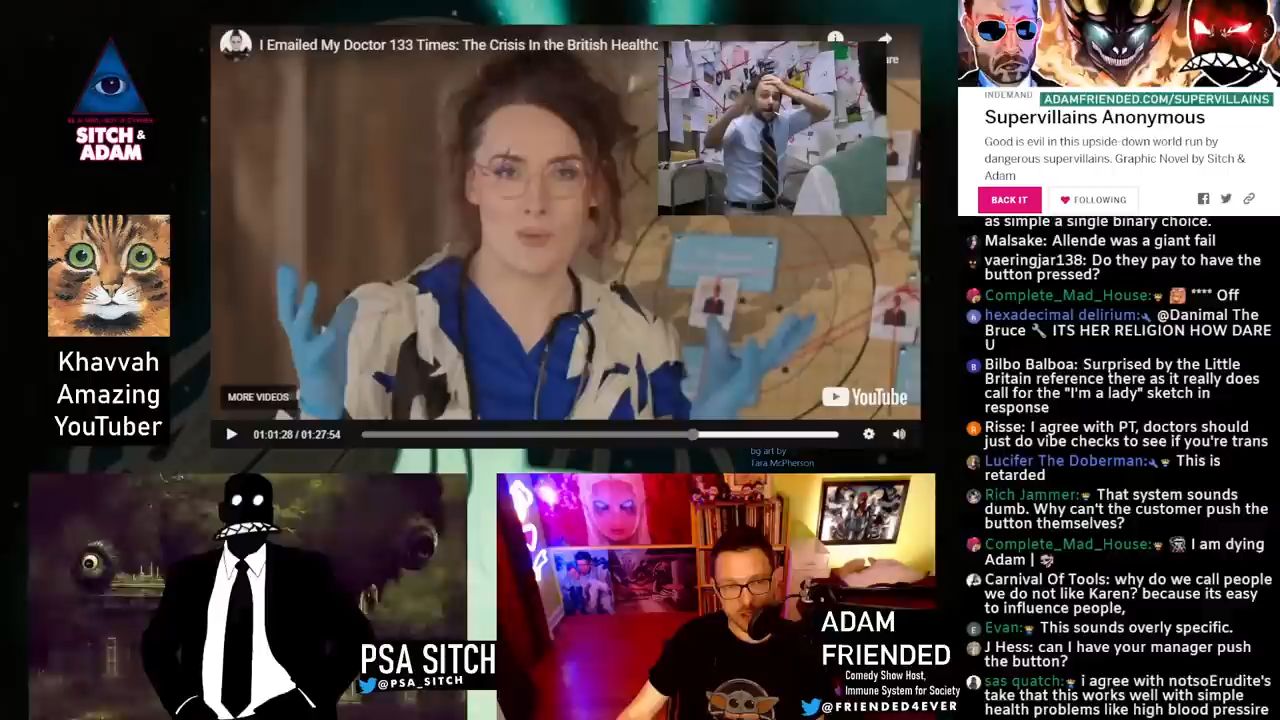 I Emailed My Doctor 133 Times: The Crisis In the British Healthc
SITCH &
ADAM
Khavvah
Amazing
YouTuber
MORE VIDEOS
YouTube
01:01:28 / 01:27:54
bg art by
Tara McPherson
PSA SITCH
@PSA_SITCH
ADAM
FRIENDED
Comedy Show Host,
Immune System for Society
@FRIENDED4EVER
INDEMAND
ADAMFRIENDED.COM/SUPERVILLAINS
Supervillains Anonymous
Good is evil in this upside-down world run by
dangerous supervillains. Graphic Novel by Sitch &
Adam
BACK IT
FOLLOWING
as simple a single binary choice.
Malsake: Allende was a giant fail
vaeringjar138: Do they pay to have the
button pressed?
Complete_Mad_House: **** Off
hexadecimal delirium: @Danimal The
Bruce 🔧 ITS HER RELIGION HOW DARE
U
Bilbo Balboa: Surprised by the Little
Britain reference there as it really does
call for the "I'm a lady" sketch in
response
Risse: I agree with PT, doctors should
just do vibe checks to see if you're trans
Lucifer The Doberman: This is
retarded
Rich Jammer: That system sounds
dumb. Why can't the customer push the
button themselves?
Complete_Mad_House: I am dying
Adam |
Carnival Of Tools: why do we call people
we do not like Karen? because its easy
to influence people,
Evan: This sounds overly specific.
J Hess: can I have your manager push
the button?
sas quatch: i agree with notsoErudite's
take that this works well with simple
health problems like high blood pressire